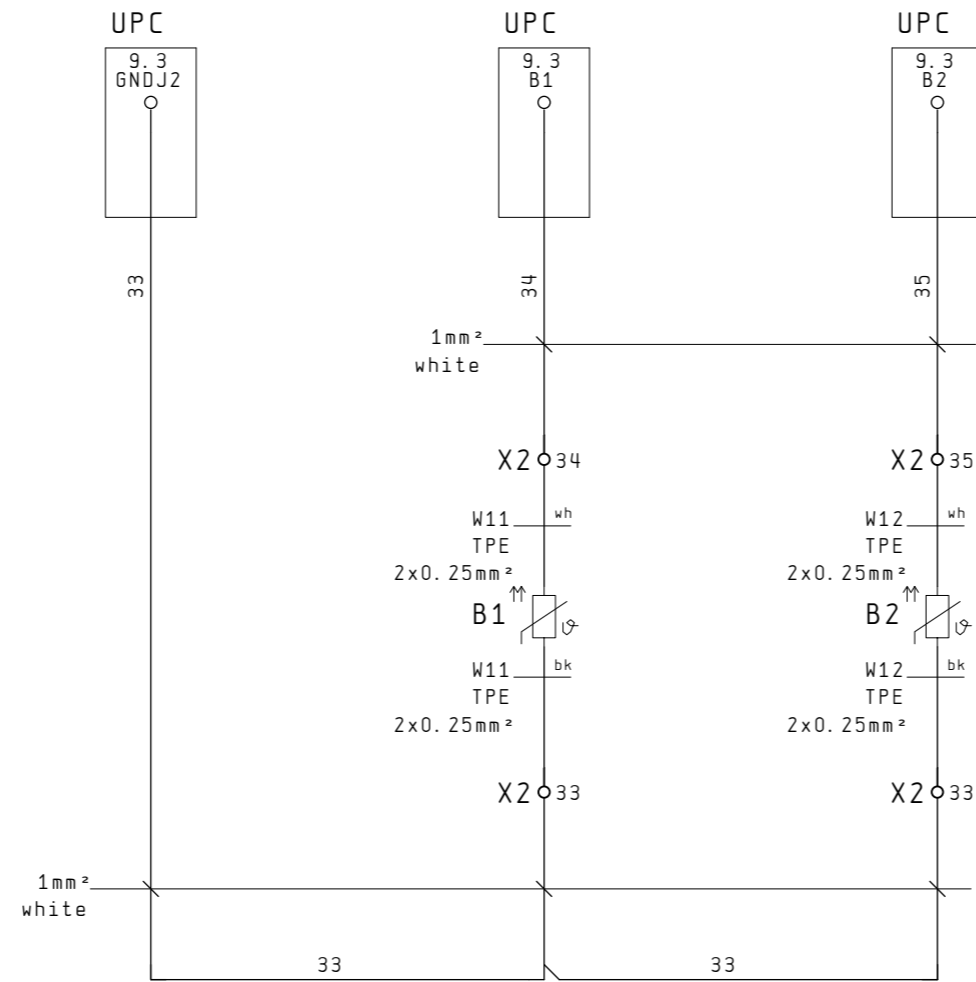 UPC
UPC
UPC
9.3
GNDJ2
9.3
B1
9.3
B2
33
34
35
1mm²
white
X2 34
X2 35
W11 wh
TPE
2x0.25mm²
W12 wh
TPE
2x0.25mm²
B1 ϑ
B2 ϑ
W11 bk
TPE
2x0.25mm²
W12 bk
TPE
2x0.25mm²
X2 33
X2 33
1mm²
white
33
33